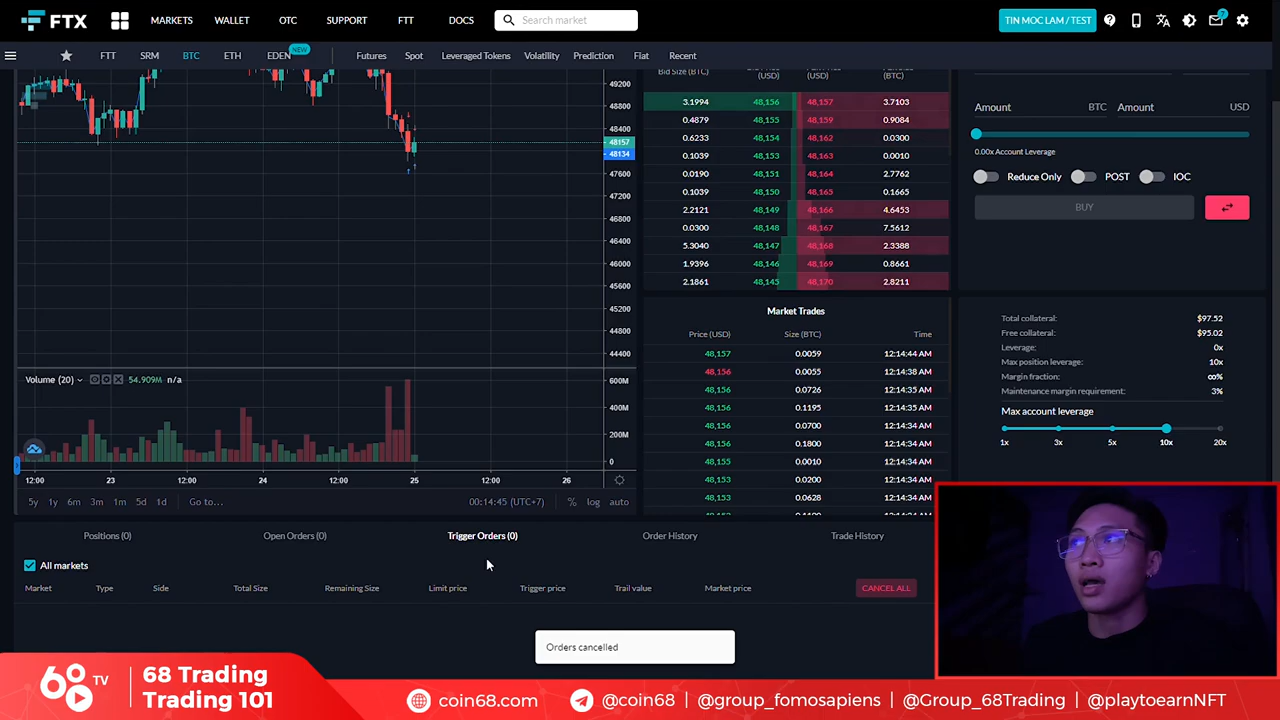 FTX
MARKETS
WALLET
OTC
SUPPORT
FTT
DOCS
Search market
TIN MOC LAM / TEST
7
FTT
SRM
BTC
ETH
EDEN
NEW
Futures
Spot
Leveraged Tokens
Volatility
Prediction
Fiat
Recent
49200
48800
48400
48157
48134
47600
47200
46800
46400
46000
45600
45200
44800
44400
Volume (20)
54.909M n/a
600M
400M
200M
0
12:00
23
12:00
24
12:00
25
12:00
26
5y 1y 6m 3m 1m 5d 1d Go to...
00:14:45 (UTC+7)
% log auto
Bid Size (BTC)
(USD)
(USD)
(BTC)
3.1994 48,156 48,157 3.7103
0.4879 48,155 48,159 0.9084
0.6233 48,154 48,162 0.0300
0.1039 48,153 48,163 0.0010
0.0190 48,151 48,164 2.7762
0.1039 48,150 48,165 0.1665
2.2121 48,149 48,166 4.6453
0.0300 48,148 48,167 7.5612
5.3040 48,147 48,168 2.3388
1.9396 48,146 48,169 0.8661
2.1861 48,145 48,170 2.8211
Market Trades
Price (USD) Size (BTC) Time
48,157 0.0059 12:14:44 AM
48,156 0.0055 12:14:38 AM
48,156 0.0726 12:14:35 AM
48,156 0.1195 12:14:35 AM
48,156 0.0700 12:14:34 AM
48,156 0.1800 12:14:34 AM
48,155 0.0010 12:14:34 AM
48,153 0.0200 12:14:34 AM
48,153 0.0628 12:14:34 AM
Amount BTC Amount USD
0.00x Account Leverage
Reduce Only POST IOC
BUY
Total collateral: $97.52
Free collateral: $95.02
Leverage: 0x
Max position leverage: 10x
Margin fraction: ∞%
Maintenance margin requirement: 3%
Max account leverage
1x 3x 5x 10x 20x
Positions (0)
Open Orders (0)
Trigger Orders (0)
Order History
Trade History
All markets
Market Type Side Total Size Remaining Size Limit price Trigger price Trail value Market price CANCEL ALL
Orders cancelled
68 TV
68 Trading
Trading 101
coin68.com
@coin68 | @group_fomosapiens | @Group_68Trading | @playtoearnNFT